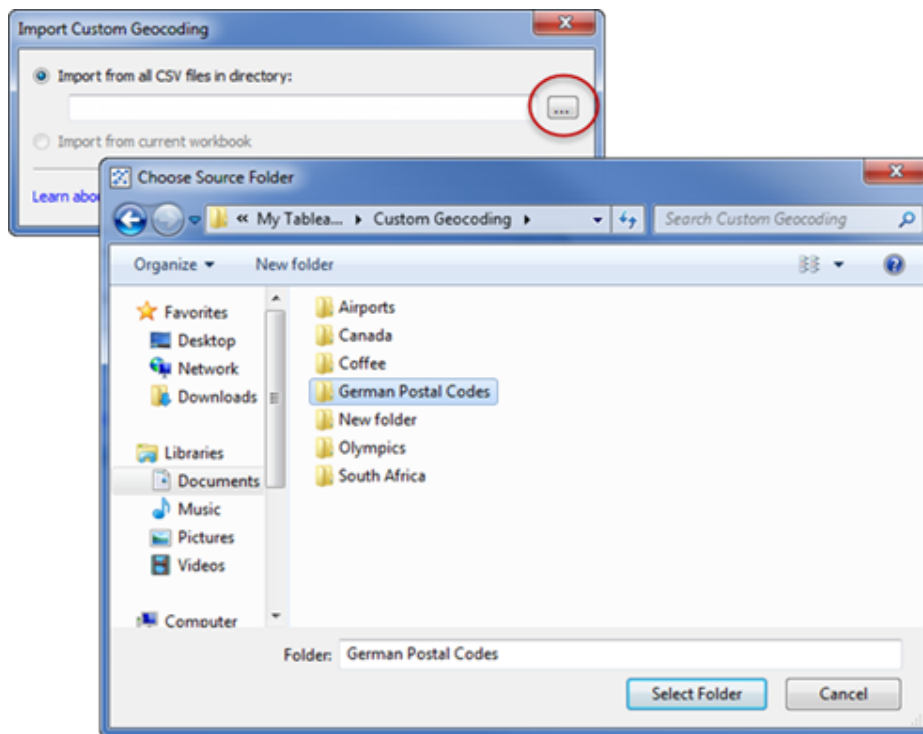 Import Custom Geocoding
Import from all CSV files in directory:
...
Import from current workbook
Learn abou
Choose Source Folder
« My Tablea... Custom Geocoding Search Custom Geocoding
Organize New folder
Favorites
Desktop
Network
Downloads
Libraries
Documents
Music
Pictures
Videos
Computer
Airports
Canada
Coffee
German Postal Codes
New folder
Olympics
South Africa
Folder: German Postal Codes
Select Folder Cancel